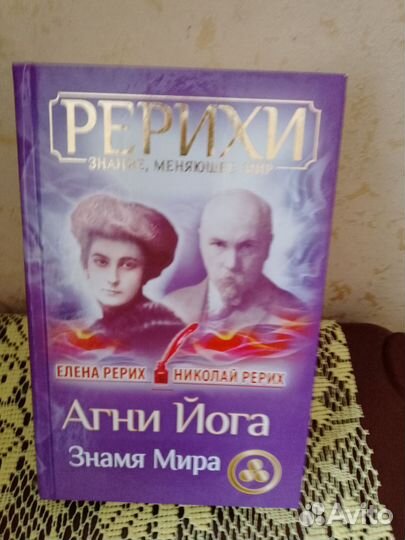 РЕРИХИ
ЗНАНИЕ, МЕНЯЮЩЕЕ МИР
ЕЛЕНА РЕРИХ НИКОЛАЙ РЕРИХ
Агни Йога
Знамя Мира
Avito